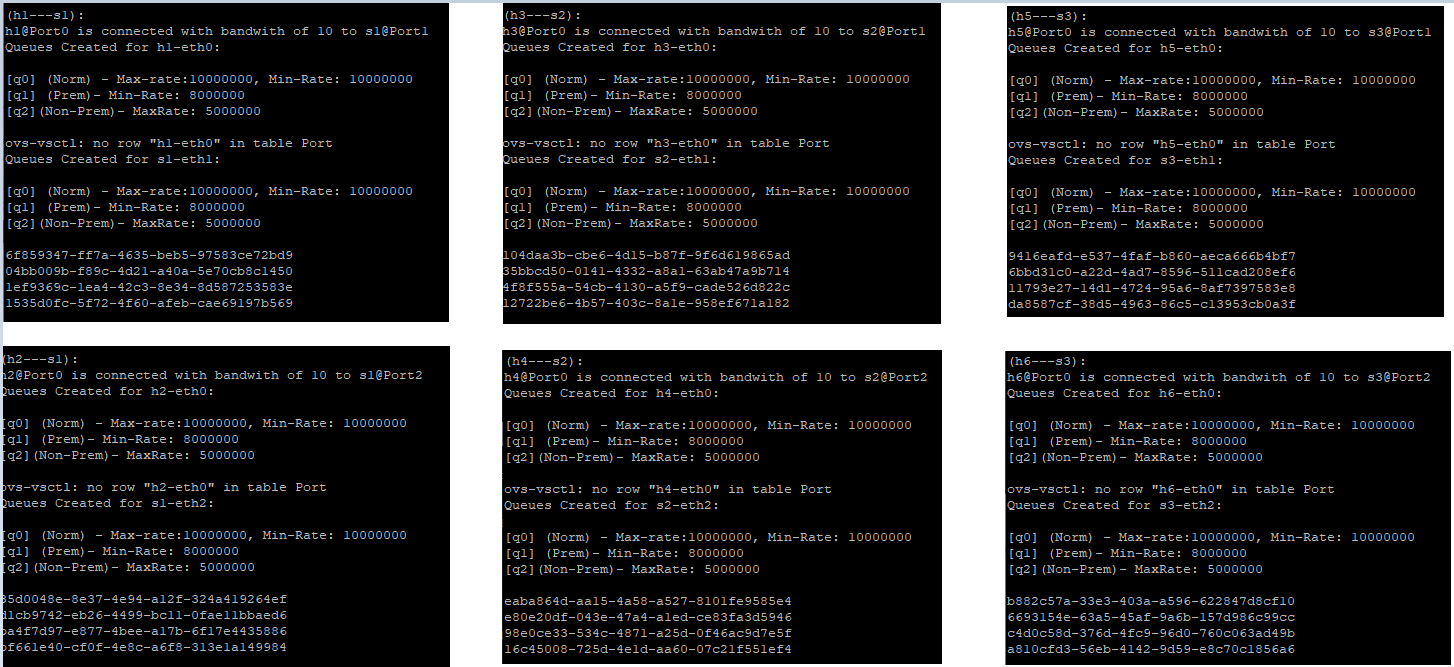 (h1---s1):
h1@Port0 is connected with bandwith of 10 to s1@Port1
Queues Created for h1-eth0:
[q0] (Norm) - Max-rate:10000000, Min-Rate: 10000000
[q1] (Prem)- Min-Rate: 8000000
[q2](Non-Prem)- MaxRate: 5000000
ovs-vsctl: no row "h1-eth0" in table Port
Queues Created for s1-eth1:
[q0] (Norm) - Max-rate:10000000, Min-Rate: 10000000
[q1] (Prem)- Min-Rate: 8000000
[q2](Non-Prem)- MaxRate: 5000000
6f859347-ff7a-4635-beb5-97583ce72bd9
04bb009b-f89c-4d21-a40a-5e70cb8c1450
1ef9369c-1ea4-42c3-8e34-8d587253583e
1535d0fc-5f72-4f60-afeb-cae69197b569
(h3---s2):
h3@Port0 is connected with bandwith of 10 to s2@Port1
Queues Created for h3-eth0:
[q0] (Norm) - Max-rate:10000000, Min-Rate: 10000000
[q1] (Prem)- Min-Rate: 8000000
[q2](Non-Prem)- MaxRate: 5000000
ovs-vsctl: no row "h3-eth0" in table Port
Queues Created for s2-eth1:
[q0] (Norm) - Max-rate:10000000, Min-Rate: 10000000
[q1] (Prem)- Min-Rate: 8000000
[q2](Non-Prem)- MaxRate: 5000000
104daa3b-cbe6-4d15-b87f-9f6d619865ad
35bbcd50-0141-4332-a8a1-63ab47a9b714
4f8f555a-54cb-4130-a5f9-cade526d822c
12722be6-4b57-403c-8a1e-958ef671a182
(h5---s3):
h5@Port0 is connected with bandwith of 10 to s3@Port1
Queues Created for h5-eth0:
[q0] (Norm) - Max-rate:10000000, Min-Rate: 10000000
[q1] (Prem)- Min-Rate: 8000000
[q2](Non-Prem)- MaxRate: 5000000
ovs-vsctl: no row "h5-eth0" in table Port
Queues Created for s3-eth1:
[q0] (Norm) - Max-rate:10000000, Min-Rate: 10000000
[q1] (Prem)- Min-Rate: 8000000
[q2](Non-Prem)- MaxRate: 5000000
9416eafd-e537-4faf-b860-aeca666b4bf7
6bbd31c0-a22d-4ad7-8596-511cad208ef6
11793e27-14d1-4724-95a6-8af7397583e8
da8587cf-38d5-4963-86c5-c13953cb0a3f
(h2---s1):
h2@Port0 is connected with bandwith of 10 to s1@Port2
Queues Created for h2-eth0:
[q0] (Norm) - Max-rate:10000000, Min-Rate: 10000000
[q1] (Prem)- Min-Rate: 8000000
[q2](Non-Prem)- MaxRate: 5000000
ovs-vsctl: no row "h2-eth0" in table Port
Queues Created for s1-eth2:
[q0] (Norm) - Max-rate:10000000, Min-Rate: 10000000
[q1] (Prem)- Min-Rate: 8000000
[q2](Non-Prem)- MaxRate: 5000000
35d0048e-8e37-4e94-a12f-324a419264ef
d1cb9742-eb26-4499-bc11-0fae11bbaed6
ba4f7d97-e877-4bee-a17b-6f17e4435886
bf661e40-cf0f-4e8c-a6f8-313e1a149984
(h4---s2):
h4@Port0 is connected with bandwith of 10 to s2@Port2
Queues Created for h4-eth0:
[q0] (Norm) - Max-rate:10000000, Min-Rate: 10000000
[q1] (Prem)- Min-Rate: 8000000
[q2](Non-Prem)- MaxRate: 5000000
ovs-vsctl: no row "h4-eth0" in table Port
Queues Created for s2-eth2:
[q0] (Norm) - Max-rate:10000000, Min-Rate: 10000000
[q1] (Prem)- Min-Rate: 8000000
[q2](Non-Prem)- MaxRate: 5000000
eaba864d-aa15-4a58-a527-8101fe9585e4
e80e20df-043e-47a4-a1ed-ce83fa3d5946
98e0ce33-534c-4871-a25d-0f46ac9d7e5f
16c45008-725d-4e1d-aa60-07c21f551ef4
(h6---s3):
h6@Port0 is connected with bandwith of 10 to s3@Port2
Queues Created for h6-eth0:
[q0] (Norm) - Max-rate:10000000, Min-Rate: 10000000
[q1] (Prem)- Min-Rate: 8000000
[q2](Non-Prem)- MaxRate: 5000000
ovs-vsctl: no row "h6-eth0" in table Port
Queues Created for s3-eth2:
[q0] (Norm) - Max-rate:10000000, Min-Rate: 10000000
[q1] (Prem)- Min-Rate: 8000000
[q2](Non-Prem)- MaxRate: 5000000
b882c57a-33e3-403a-a596-622847d8cf10
6693154e-63a5-45af-9a6b-157d986c99cc
c4d0c58d-376d-4fc9-96d0-760c063ad49b
a810cfd3-56eb-4142-9d59-e8c70c1856a6